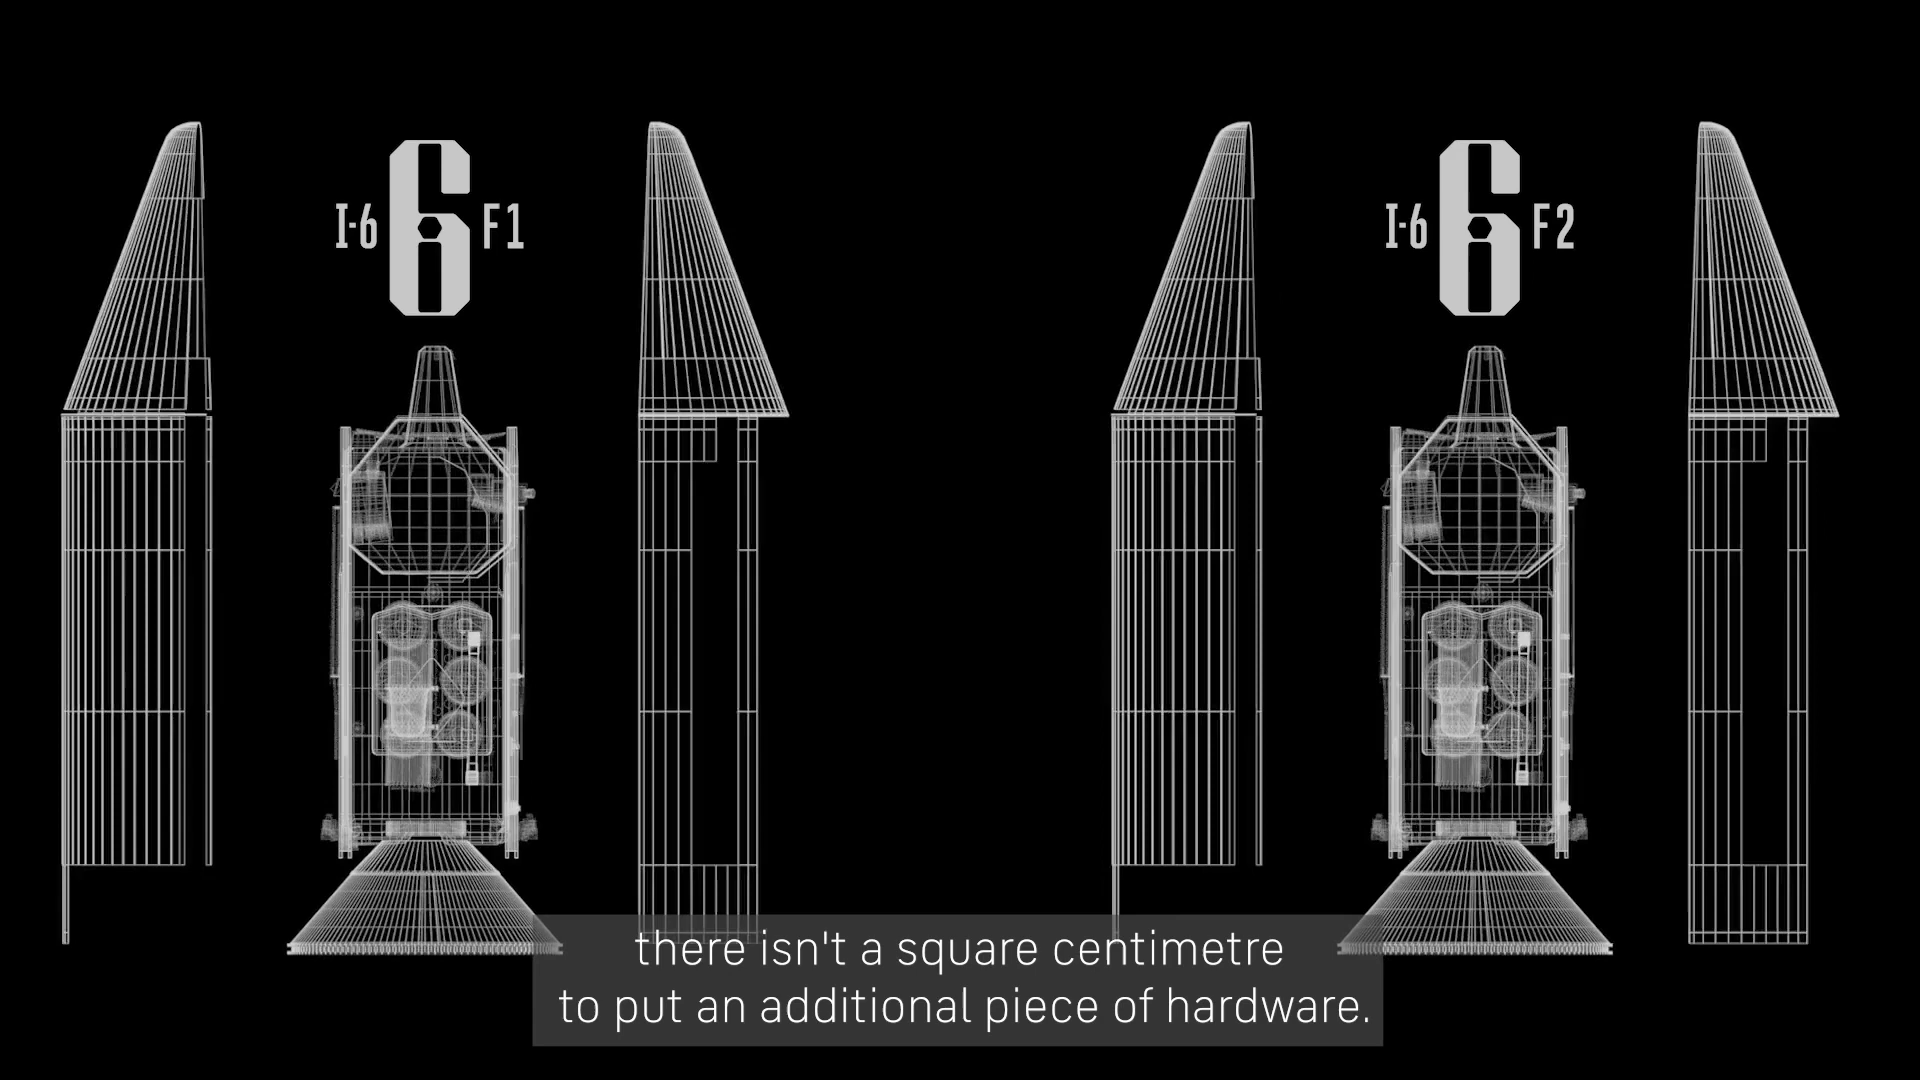 I-6 6 F1
I-6 6 F2
there isn't a square centimetre
to put an additional piece of hardware.